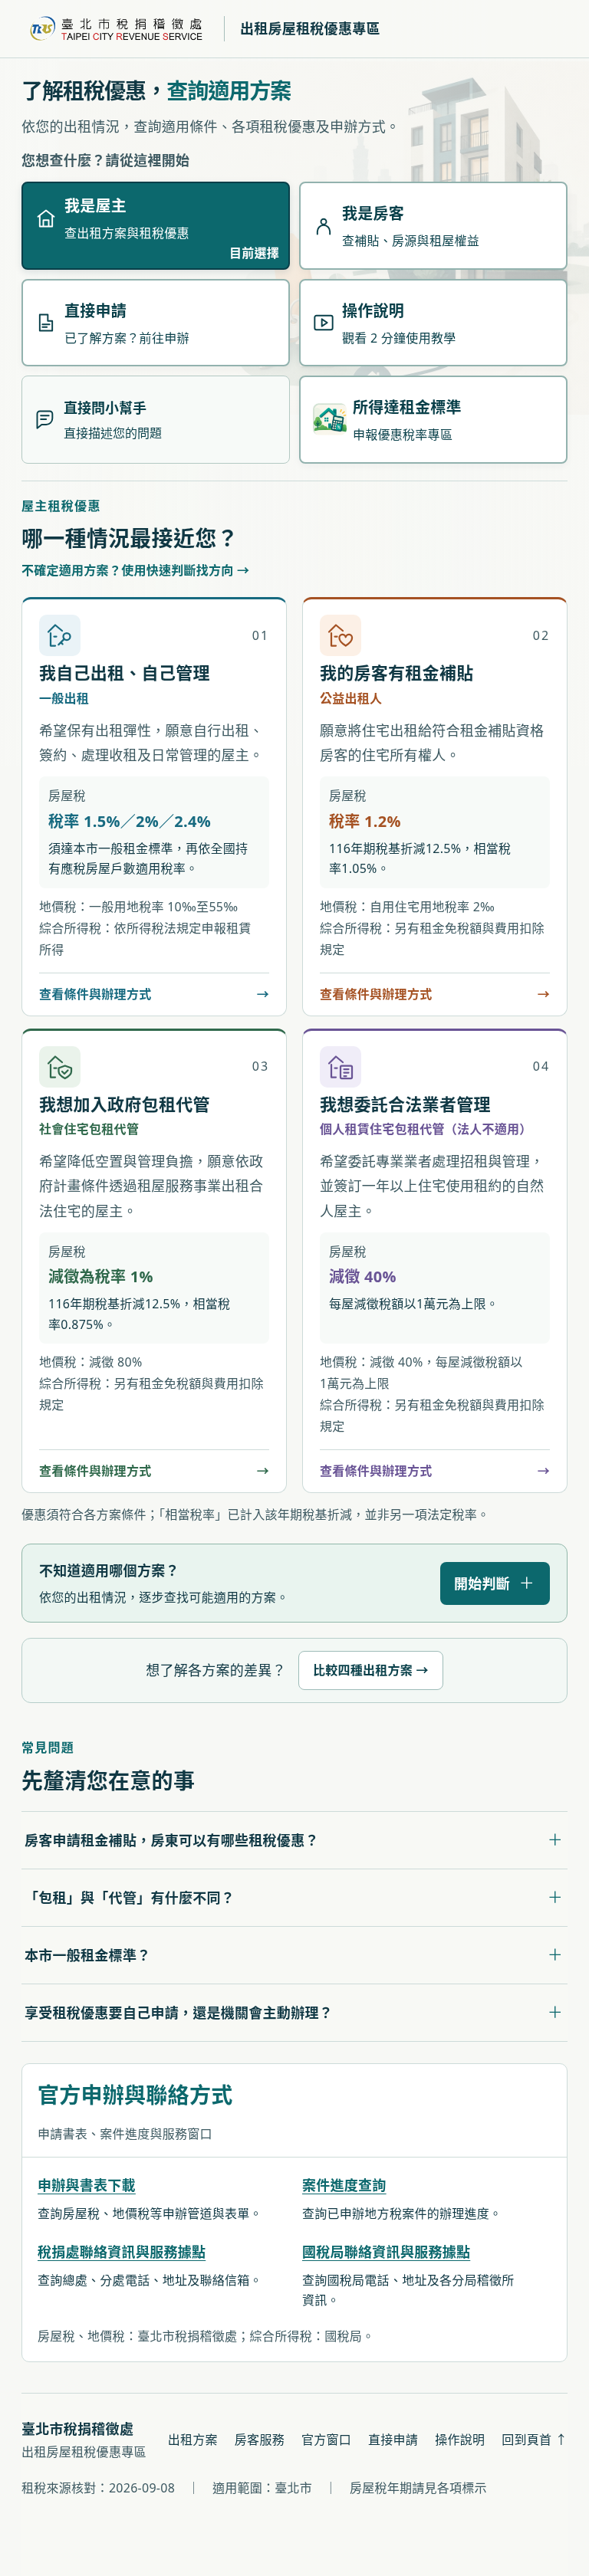 臺北市稅捐稽徵處
TAIPEI CITY REVENUE SERVICE
出租房屋租稅優惠專區
了解租稅優惠，查詢適用方案
依您的出租情況，查詢適用條件、各項租稅優惠及申辦方式。
您想查什麼？請從這裡開始
我是屋主
查出租方案與租稅優惠
目前選擇
我是房客
查補貼、房源與租屋權益
直接申請
已了解方案？前往申辦
操作說明
觀看 2 分鐘使用教學
直接問小幫手
直接描述您的問題
所得達租金標準
申報優惠稅率專區
屋主租稅優惠
哪一種情況最接近您？
不確定適用方案？使用快速判斷找方向 →
01
我自己出租、自己管理
一般出租
希望保有出租彈性，願意自行出租、
簽約、處理收租及日常管理的屋主。
房屋稅
稅率 1.5%／2%／2.4%
須達本市一般租金標準，再依全國持
有應稅房屋戶數適用稅率。
地價稅：一般用地稅率 10‰至55‰
綜合所得稅：依所得稅法規定申報租賃
所得
查看條件與辦理方式 →
02
我的房客有租金補貼
公益出租人
願意將住宅出租給符合租金補貼資格
房客的住宅所有權人。
房屋稅
稅率 1.2%
116年期稅基折減12.5%，相當稅
率1.05%。
地價稅：自用住宅用地稅率 2‰
綜合所得稅：另有租金免稅額與費用扣除
規定
查看條件與辦理方式 →
03
我想加入政府包租代管
社會住宅包租代管
希望降低空置與管理負擔，願意依政
府計畫條件透過租屋服務事業出租合
法住宅的屋主。
房屋稅
減徵為稅率 1%
116年期稅基折減12.5%，相當稅
率0.875%。
地價稅：減徵 80%
綜合所得稅：另有租金免稅額與費用扣除
規定
查看條件與辦理方式 →
04
我想委託合法業者管理
個人租賃住宅包租代管（法人不適用）
希望委託專業業者處理招租與管理，
並簽訂一年以上住宅使用租約的自然
人屋主。
房屋稅
減徵 40%
每屋減徵稅額以1萬元為上限。
地價稅：減徵 40%，每屋減徵稅額以
1萬元為上限
綜合所得稅：另有租金免稅額與費用扣除
規定
查看條件與辦理方式 →
優惠須符合各方案條件；「相當稅率」已計入該年期稅基折減，並非另一項法定稅率。
不知道適用哪個方案？
依您的出租情況，逐步查找可能適用的方案。
開始判斷 ＋
想了解各方案的差異？
比較四種出租方案 →
常見問題
先釐清您在意的事
房客申請租金補貼，房東可以有哪些租稅優惠？ ＋
「包租」與「代管」有什麼不同？ ＋
本市一般租金標準？ ＋
享受租稅優惠要自己申請，還是機關會主動辦理？ ＋
官方申辦與聯絡方式
申請書表、案件進度與服務窗口
申辦與書表下載
查詢房屋稅、地價稅等申辦管道與表單。
案件進度查詢
查詢已申辦地方稅案件的辦理進度。
稅捐處聯絡資訊與服務據點
查詢總處、分處電話、地址及聯絡信箱。
國稅局聯絡資訊與服務據點
查詢國稅局電話、地址及各分局稽徵所
資訊。
房屋稅、地價稅：臺北市稅捐稽徵處；綜合所得稅：國稅局。
臺北市稅捐稽徵處
出租房屋租稅優惠專區
出租方案 房客服務 官方窗口 直接申請 操作說明 回到頁首 ↑
租稅來源核對：2026-09-08 ｜ 適用範圍：臺北市 ｜ 房屋稅年期請見各項標示